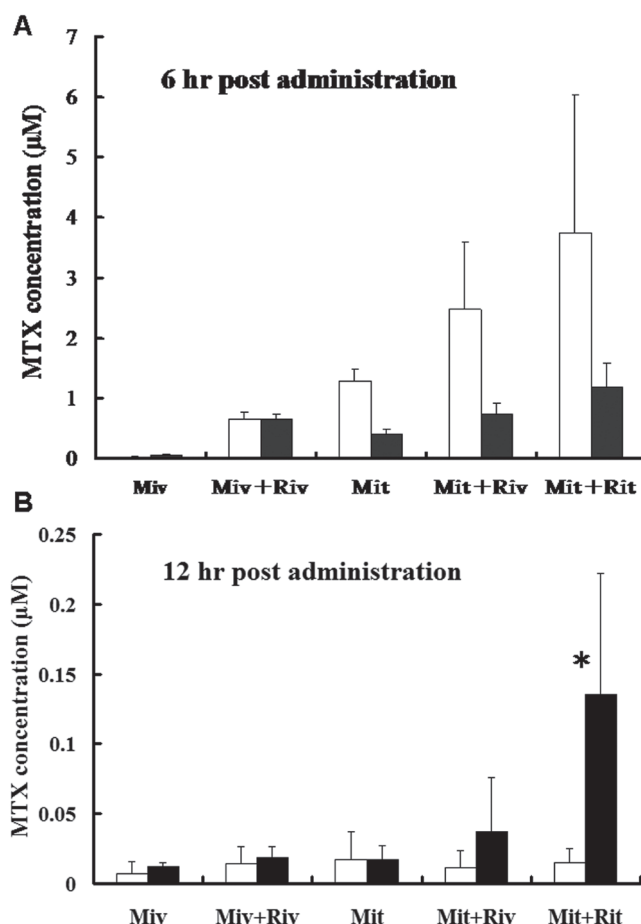 A
7
6 hr post administration
6
5
4
3
2
1
0
MTX concentration (µM)
Miv Miv+Riv Mit Mit+Riv Mit+Rit
B
0.25
12 hr post administration
0.2
0.15
0.1
0.05
0
MTX concentration (µM)
*
Miv Miv+Riv Mit Mit+Riv Mit+Rit